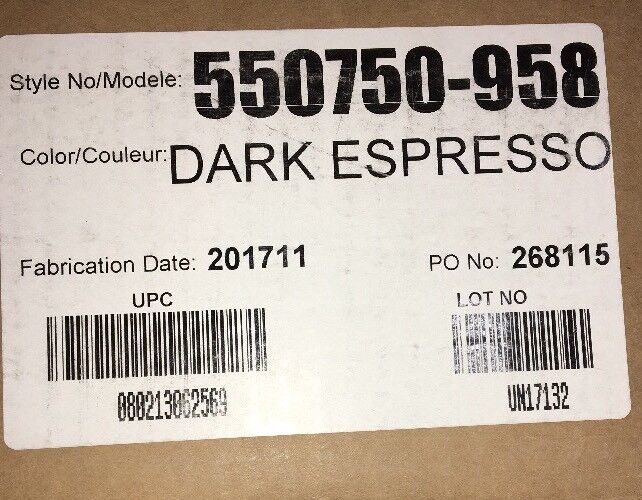 Style No/Modele: 550750-958
Color/Couleur: DARK ESPRESSO
Fabrication Date: 201711 PO No: 268115
UPC LOT NO
080213062569 UN17132